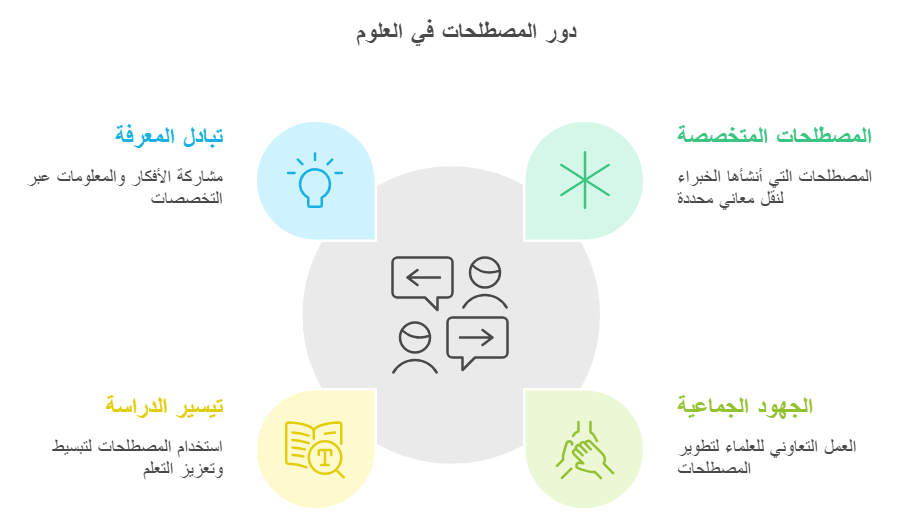 دور المصطلحات في العلوم
المصطلحات المتخصصة
المصطلحات التي أنشأها الخبراء
لنقل معاني محددة
تبادل المعرفة
مشاركة الأفكار والمعلومات عبر
التخصصات
الجهود الجماعية
العمل التعاوني للعلماء لتطوير
المصطلحات
تيسير الدراسة
استخدام المصطلحات لتبسيط
وتعزيز التعلم
T